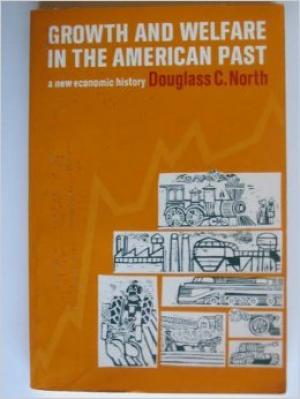 GROWTH AND WELFARE
IN THE AMERICAN PAST
a new economic history Douglass C. North